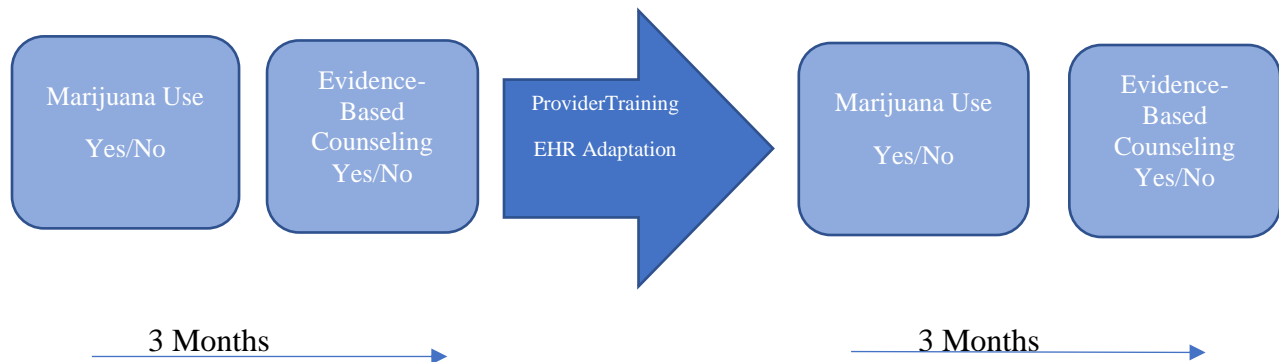 Marijuana Use
Yes/No
Evidence-
Based
Counseling
Yes/No
ProviderTraining
EHR Adaptation
Marijuana Use
Yes/No
Evidence-
Based
Counseling
Yes/No
3 Months
3 Months